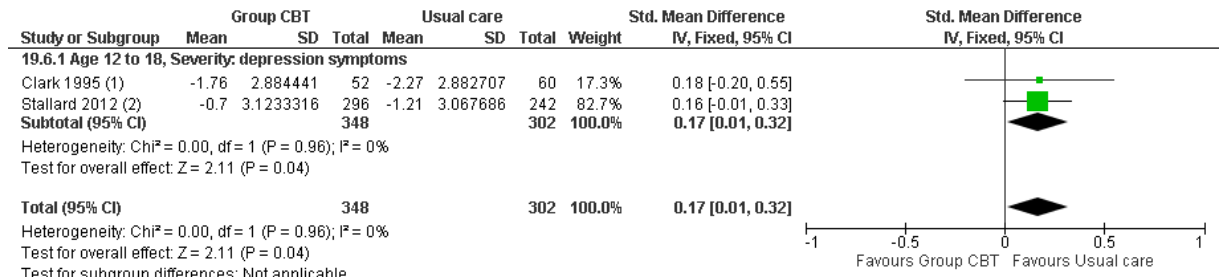 Group CBT Usual care Std. Mean Difference Std. Mean Difference
Study or Subgroup Mean SD Total Mean SD Total Weight IV, Fixed, 95% CI IV, Fixed, 95% CI
19.6.1 Age 12 to 18, Severity: depression symptoms
Clark 1995 (1) -1.76 2.884441 52 -2.27 2.882707 60 17.3% 0.18 [-0.20, 0.55]
Stallard 2012 (2) -0.7 3.1233316 296 -1.21 3.067686 242 82.7% 0.16 [-0.01, 0.33]
Subtotal (95% CI) 348 302 100.0% 0.17 [0.01, 0.32]
Heterogeneity: Chi² = 0.00, df = 1 (P = 0.96); I² = 0%
Test for overall effect: Z = 2.11 (P = 0.04)
Total (95% CI) 348 302 100.0% 0.17 [0.01, 0.32]
Heterogeneity: Chi² = 0.00, df = 1 (P = 0.96); I² = 0%
Test for overall effect: Z = 2.11 (P = 0.04)
Test for subgroup differences: Not applicable
-1 -0.5 0 0.5 1
Favours Group CBT Favours Usual care